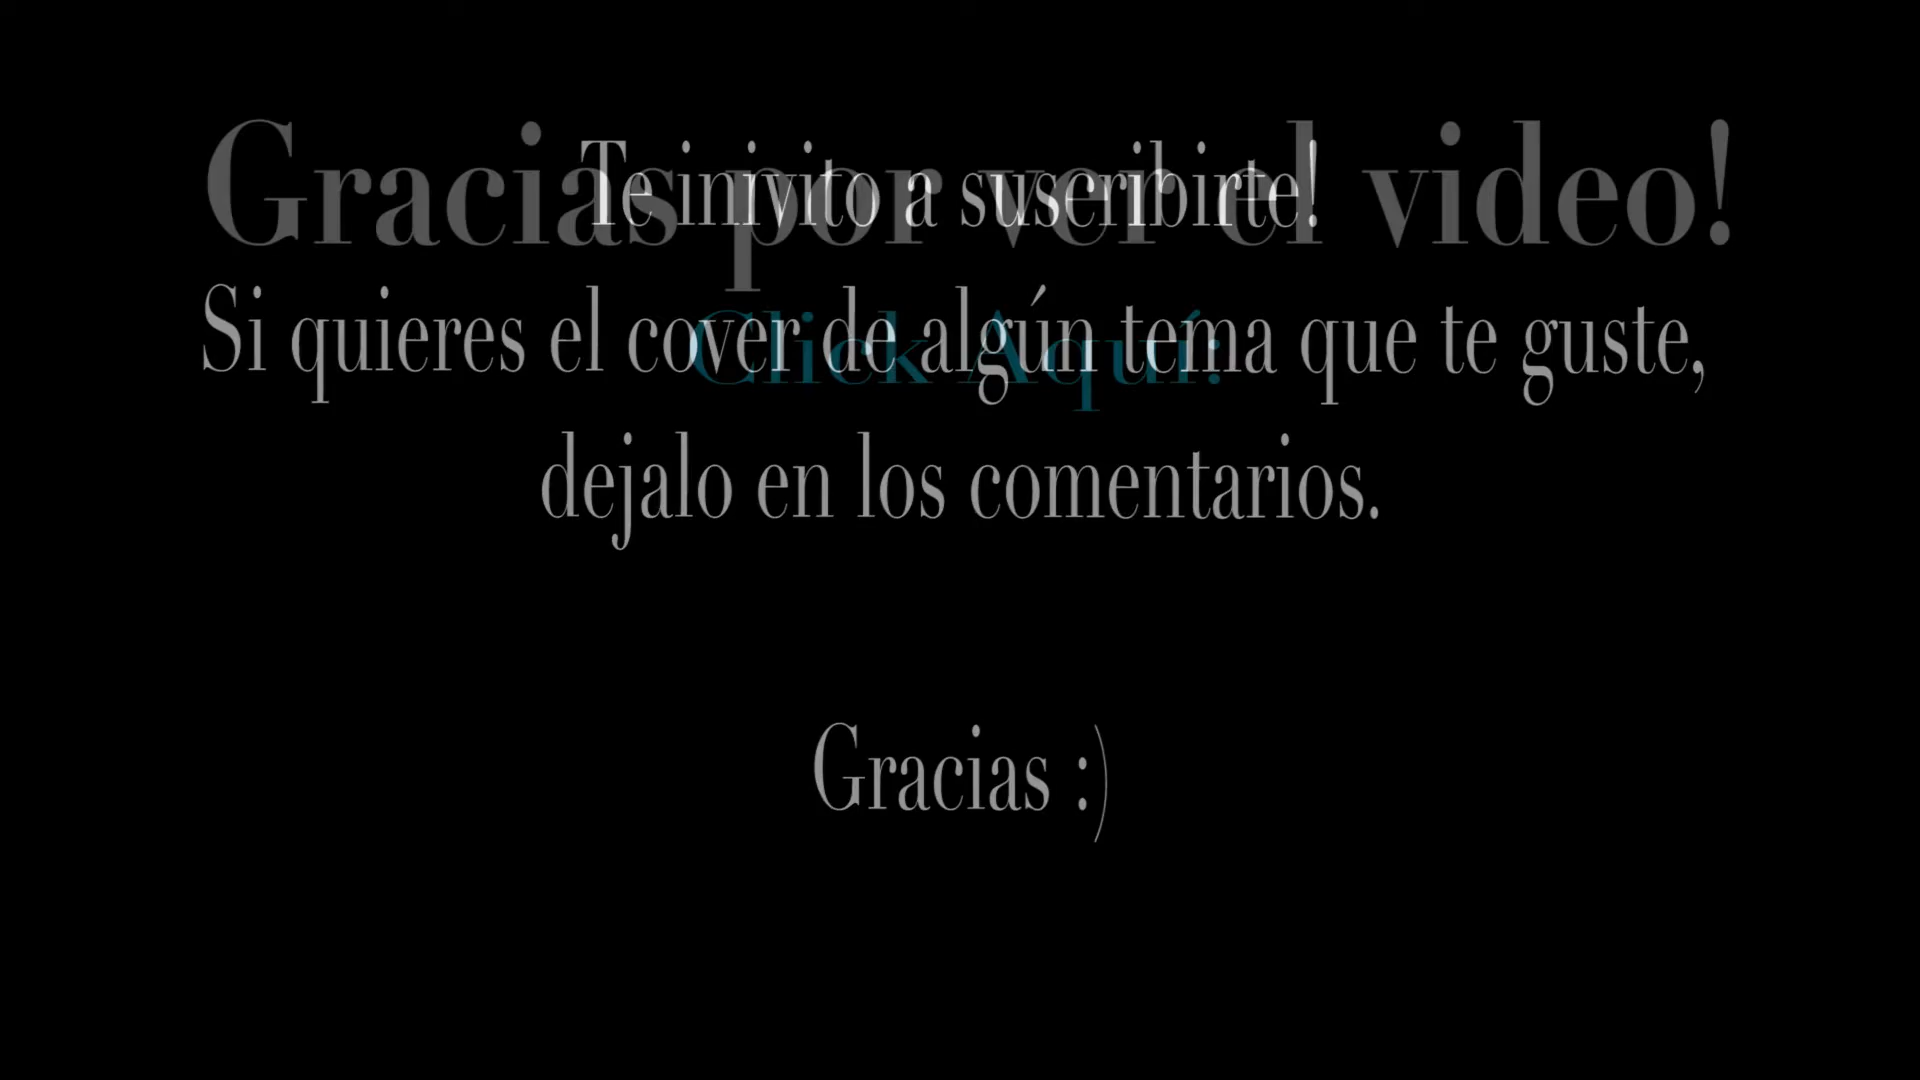 Gracias por ver el video!
Te inivito a suscribirte!
Click Aquí:
Si quieres el cover de algún tema que te guste,
dejalo en los comentarios.
Gracias :)